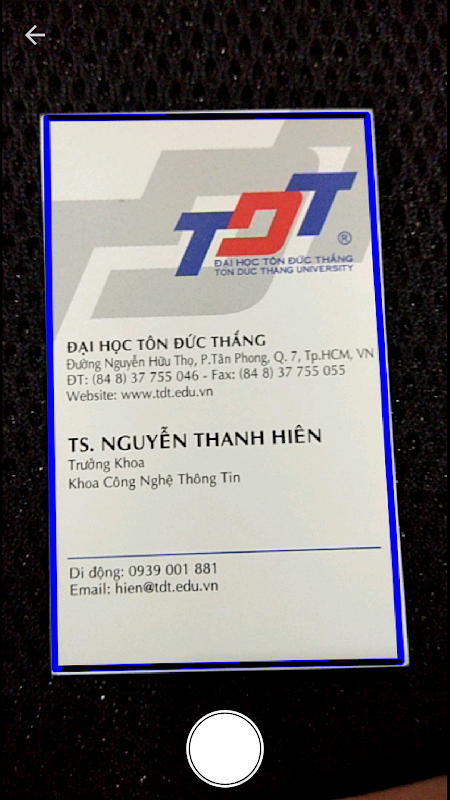 TDT
®
ĐẠI HỌC TÔN ĐỨC THẮNG
TON DUC THANG UNIVERSITY
ĐẠI HỌC TÔN ĐỨC THẮNG
Đường Nguyễn Hữu Thọ, P.Tân Phong, Q. 7, Tp.HCM, VN
ĐT: (84 8) 37 755 046 - Fax: (84 8) 37 755 055
Website: www.tdt.edu.vn
TS. NGUYỄN THANH HIÊN
Trưởng Khoa
Khoa Công Nghệ Thông Tin
Di động: 0939 001 881
Email: hien@tdt.edu.vn